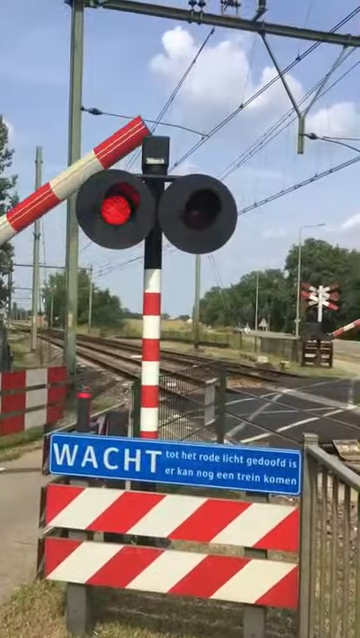 WACHT tot het rode licht gedoofd is
er kan nog een trein komen